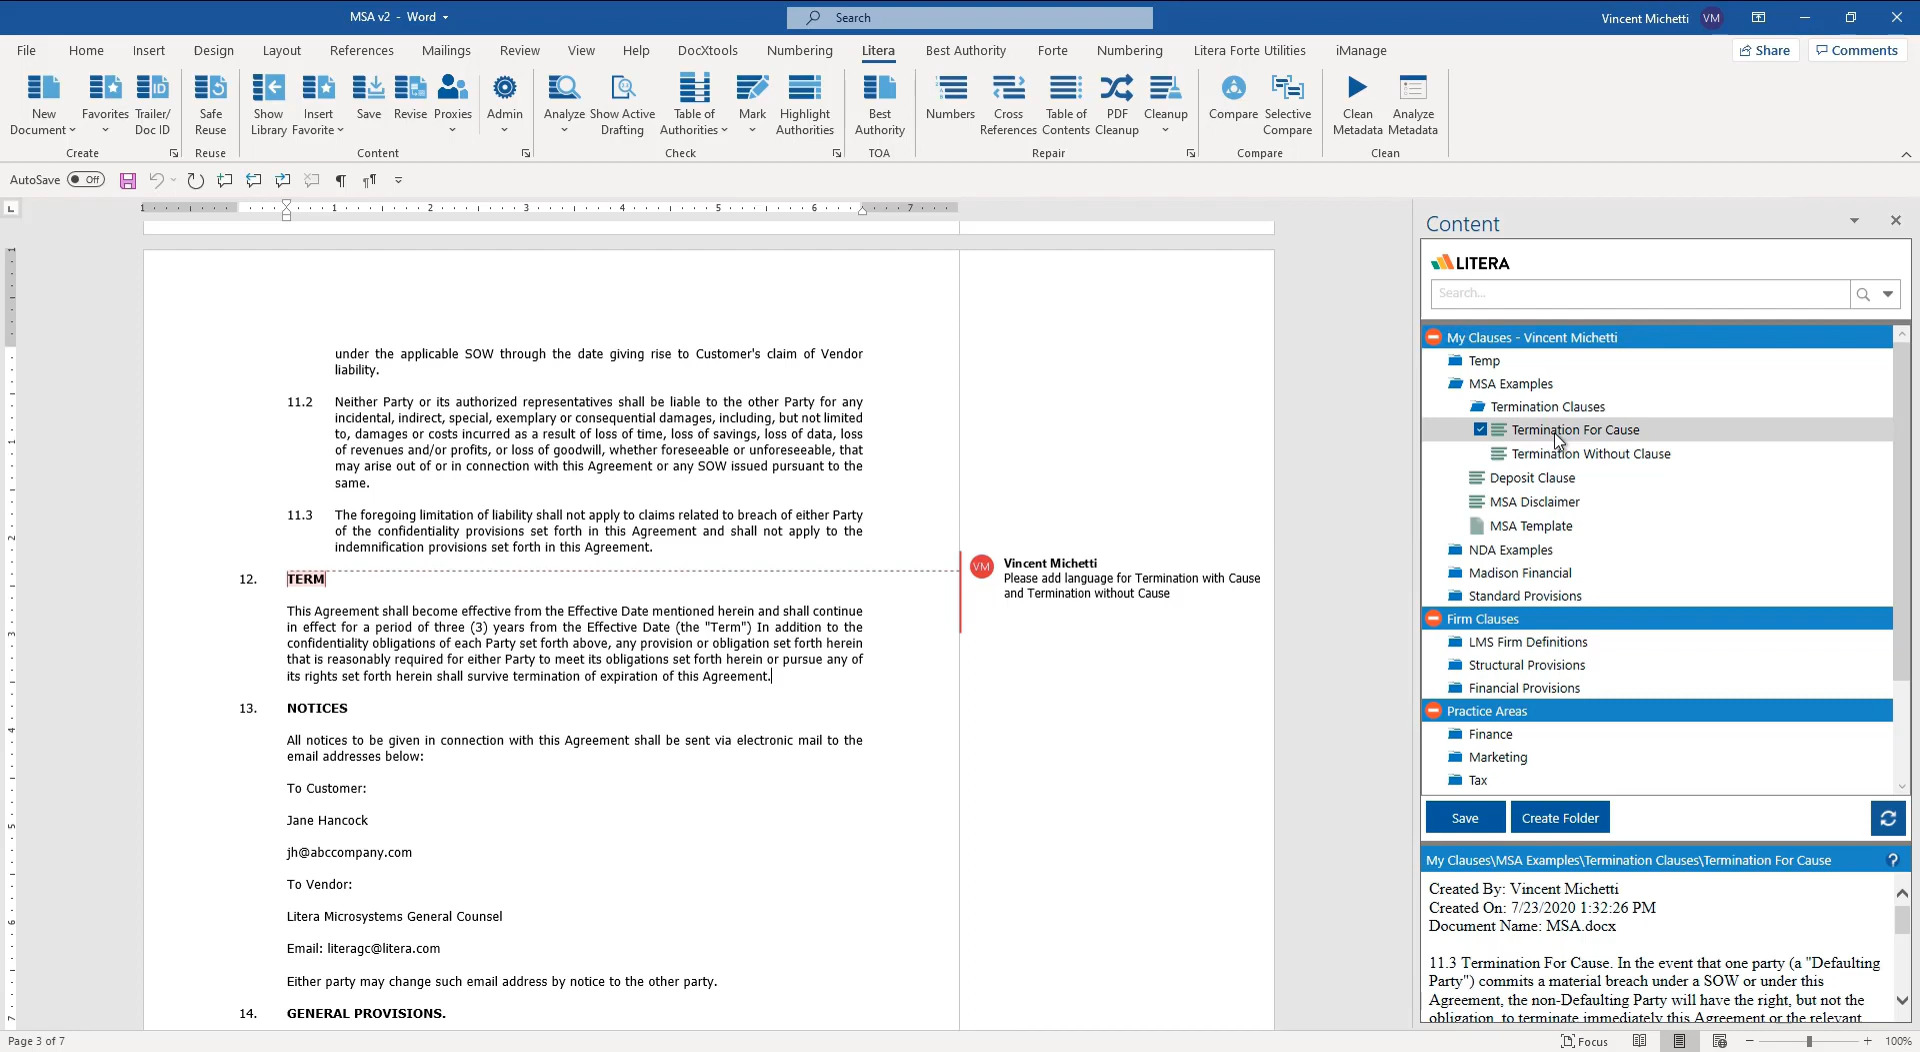 MSA v2 - Word
Search
Vincent Michetti VM
File Home Insert Design Layout References Mailings Review View Help DocXtools Numbering Litera Best Authority Forte Numbering Litera Forte Utilities iManage
Share Comments
New Document
Favorites
Trailer/ Doc ID
Safe Reuse
Show Library
Insert Favorite
Save
Revise
Proxies
Admin
Analyze
Show Active Drafting
Table of Authorities
Mark
Highlight Authorities
Best Authority
Numbers
Cross References
Table of Contents
PDF Cleanup
Cleanup
Compare
Selective Compare
Clean Metadata
Analyze Metadata
Create Reuse Content Check TOA Repair Compare Clean
AutoSave Off
under the applicable SOW through the date giving rise to Customer's claim of Vendor
liability.
11.2 Neither Party or its authorized representatives shall be liable to the other Party for any
incidental, indirect, special, exemplary or consequential damages, including, but not limited
to, damages or costs incurred as a result of loss of time, loss of savings, loss of data, loss
of revenues and/or profits, or loss of goodwill, whether foreseeable or unforeseeable, that
may arise out of or in connection with this Agreement or any SOW issued pursuant to the
same.
11.3 The foregoing limitation of liability shall not apply to claims related to breach of either Party
of the confidentiality provisions set forth in this Agreement and shall not apply to the
indemnification provisions set forth in this Agreement.
12. TERM
This Agreement shall become effective from the Effective Date mentioned herein and shall continue
in effect for a period of three (3) years from the Effective Date (the "Term") In addition to the
confidentiality obligations of each Party set forth above, any provision or obligation set forth herein
that is reasonably required for either Party to meet its obligations set forth herein or pursue any of
its rights set forth herein shall survive termination of expiration of this Agreement.
13. NOTICES
All notices to be given in connection with this Agreement shall be sent via electronic mail to the
email addresses below:
To Customer:
Jane Hancock
jh@abccompany.com
To Vendor:
Litera Microsystems General Counsel
Email: literagc@litera.com
Either party may change such email address by notice to the other party.
14. GENERAL PROVISIONS.
VM Vincent Michetti
Please add language for Termination with Cause
and Termination without Cause
Content
LITERA
Search...
My Clauses - Vincent Michetti
Temp
MSA Examples
Termination Clauses
Termination For Cause
Termination Without Clause
Deposit Clause
MSA Disclaimer
MSA Template
NDA Examples
Madison Financial
Standard Provisions
Firm Clauses
LMS Firm Definitions
Structural Provisions
Financial Provisions
Practice Areas
Finance
Marketing
Tax
Save Create Folder
My Clauses\MSA Examples\Termination Clauses\Termination For Cause ?
Created By: Vincent Michetti
Created On: 7/23/2020 1:32:26 PM
Document Name: MSA.docx
11.3 Termination For Cause. In the event that one party (a "Defaulting
Party") commits a material breach under a SOW or under this
Agreement, the non-Defaulting Party will have the right, but not the
obligation, to terminate immediately this Agreement or the relevant
Page 3 of 7
Focus
100%